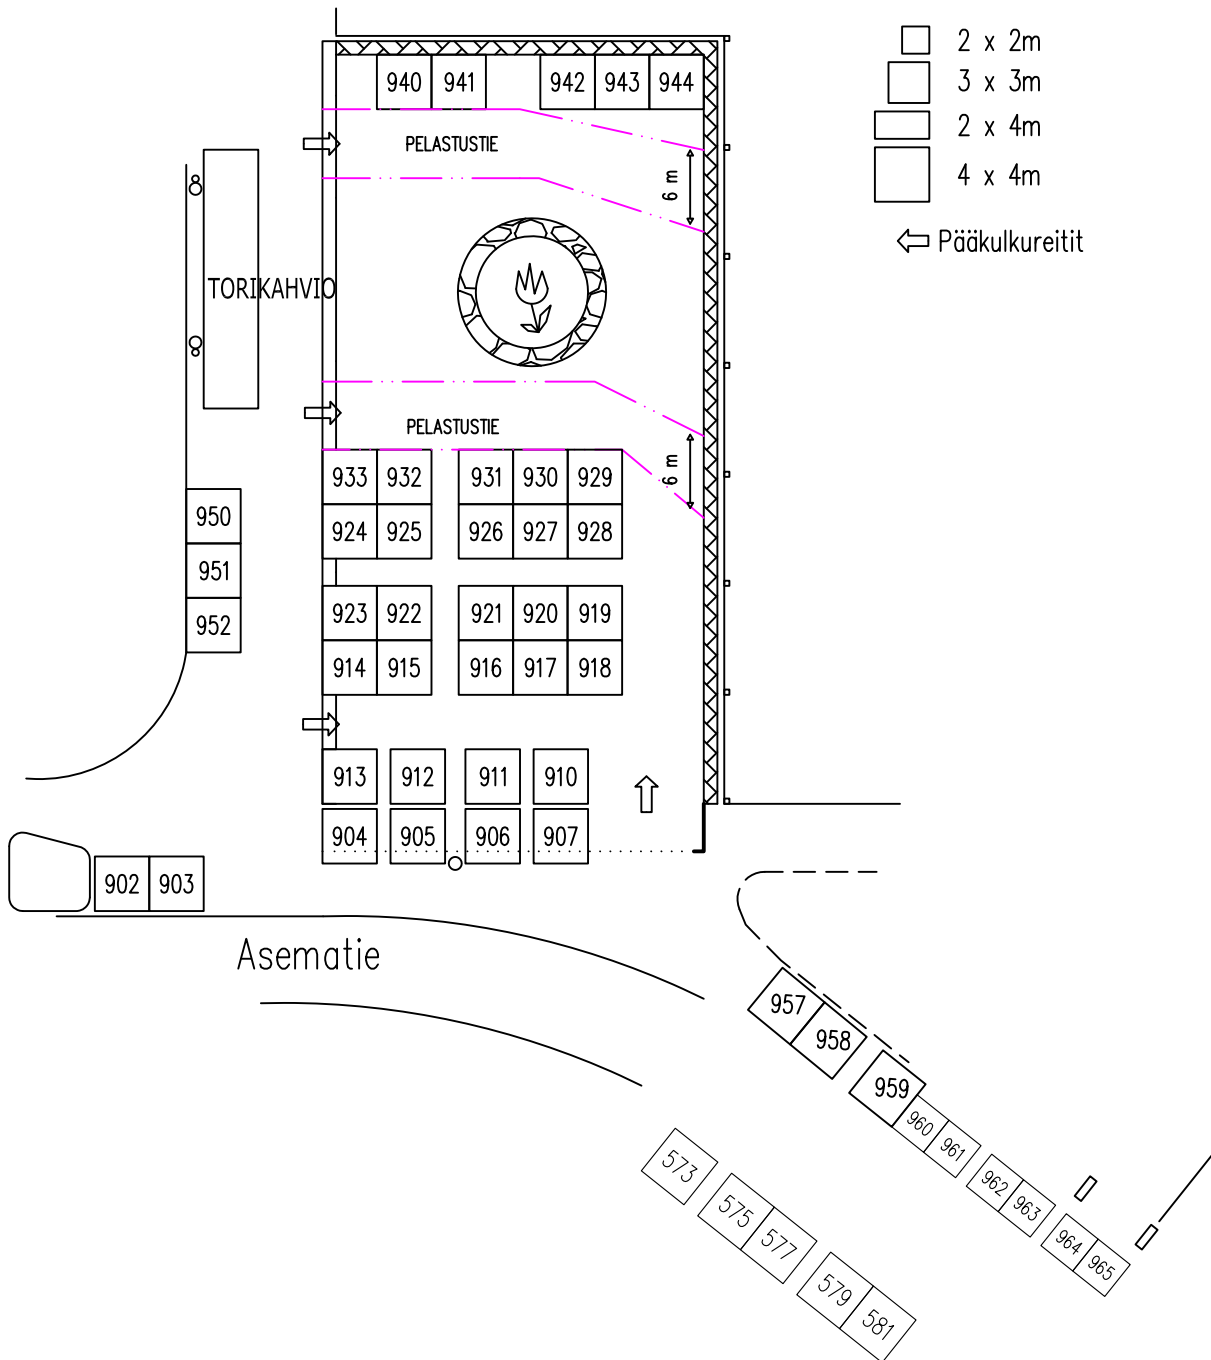 2 x 2m
3 x 3m
2 x 4m
4 x 4m
Pääkulkureitit
940 941 942 943 944
PELASTUSTIE
6 m
TORIKAHVIO
PELASTUSTIE
6 m
933 932 931 930 929
924 925 926 927 928
950
951
952
923 922 921 920 919
914 915 916 917 918
913 912 911 910
904 905 906 907
902 903
Asematie
957
958
959
960
961
962
963
964
965
573
575
577
579
581